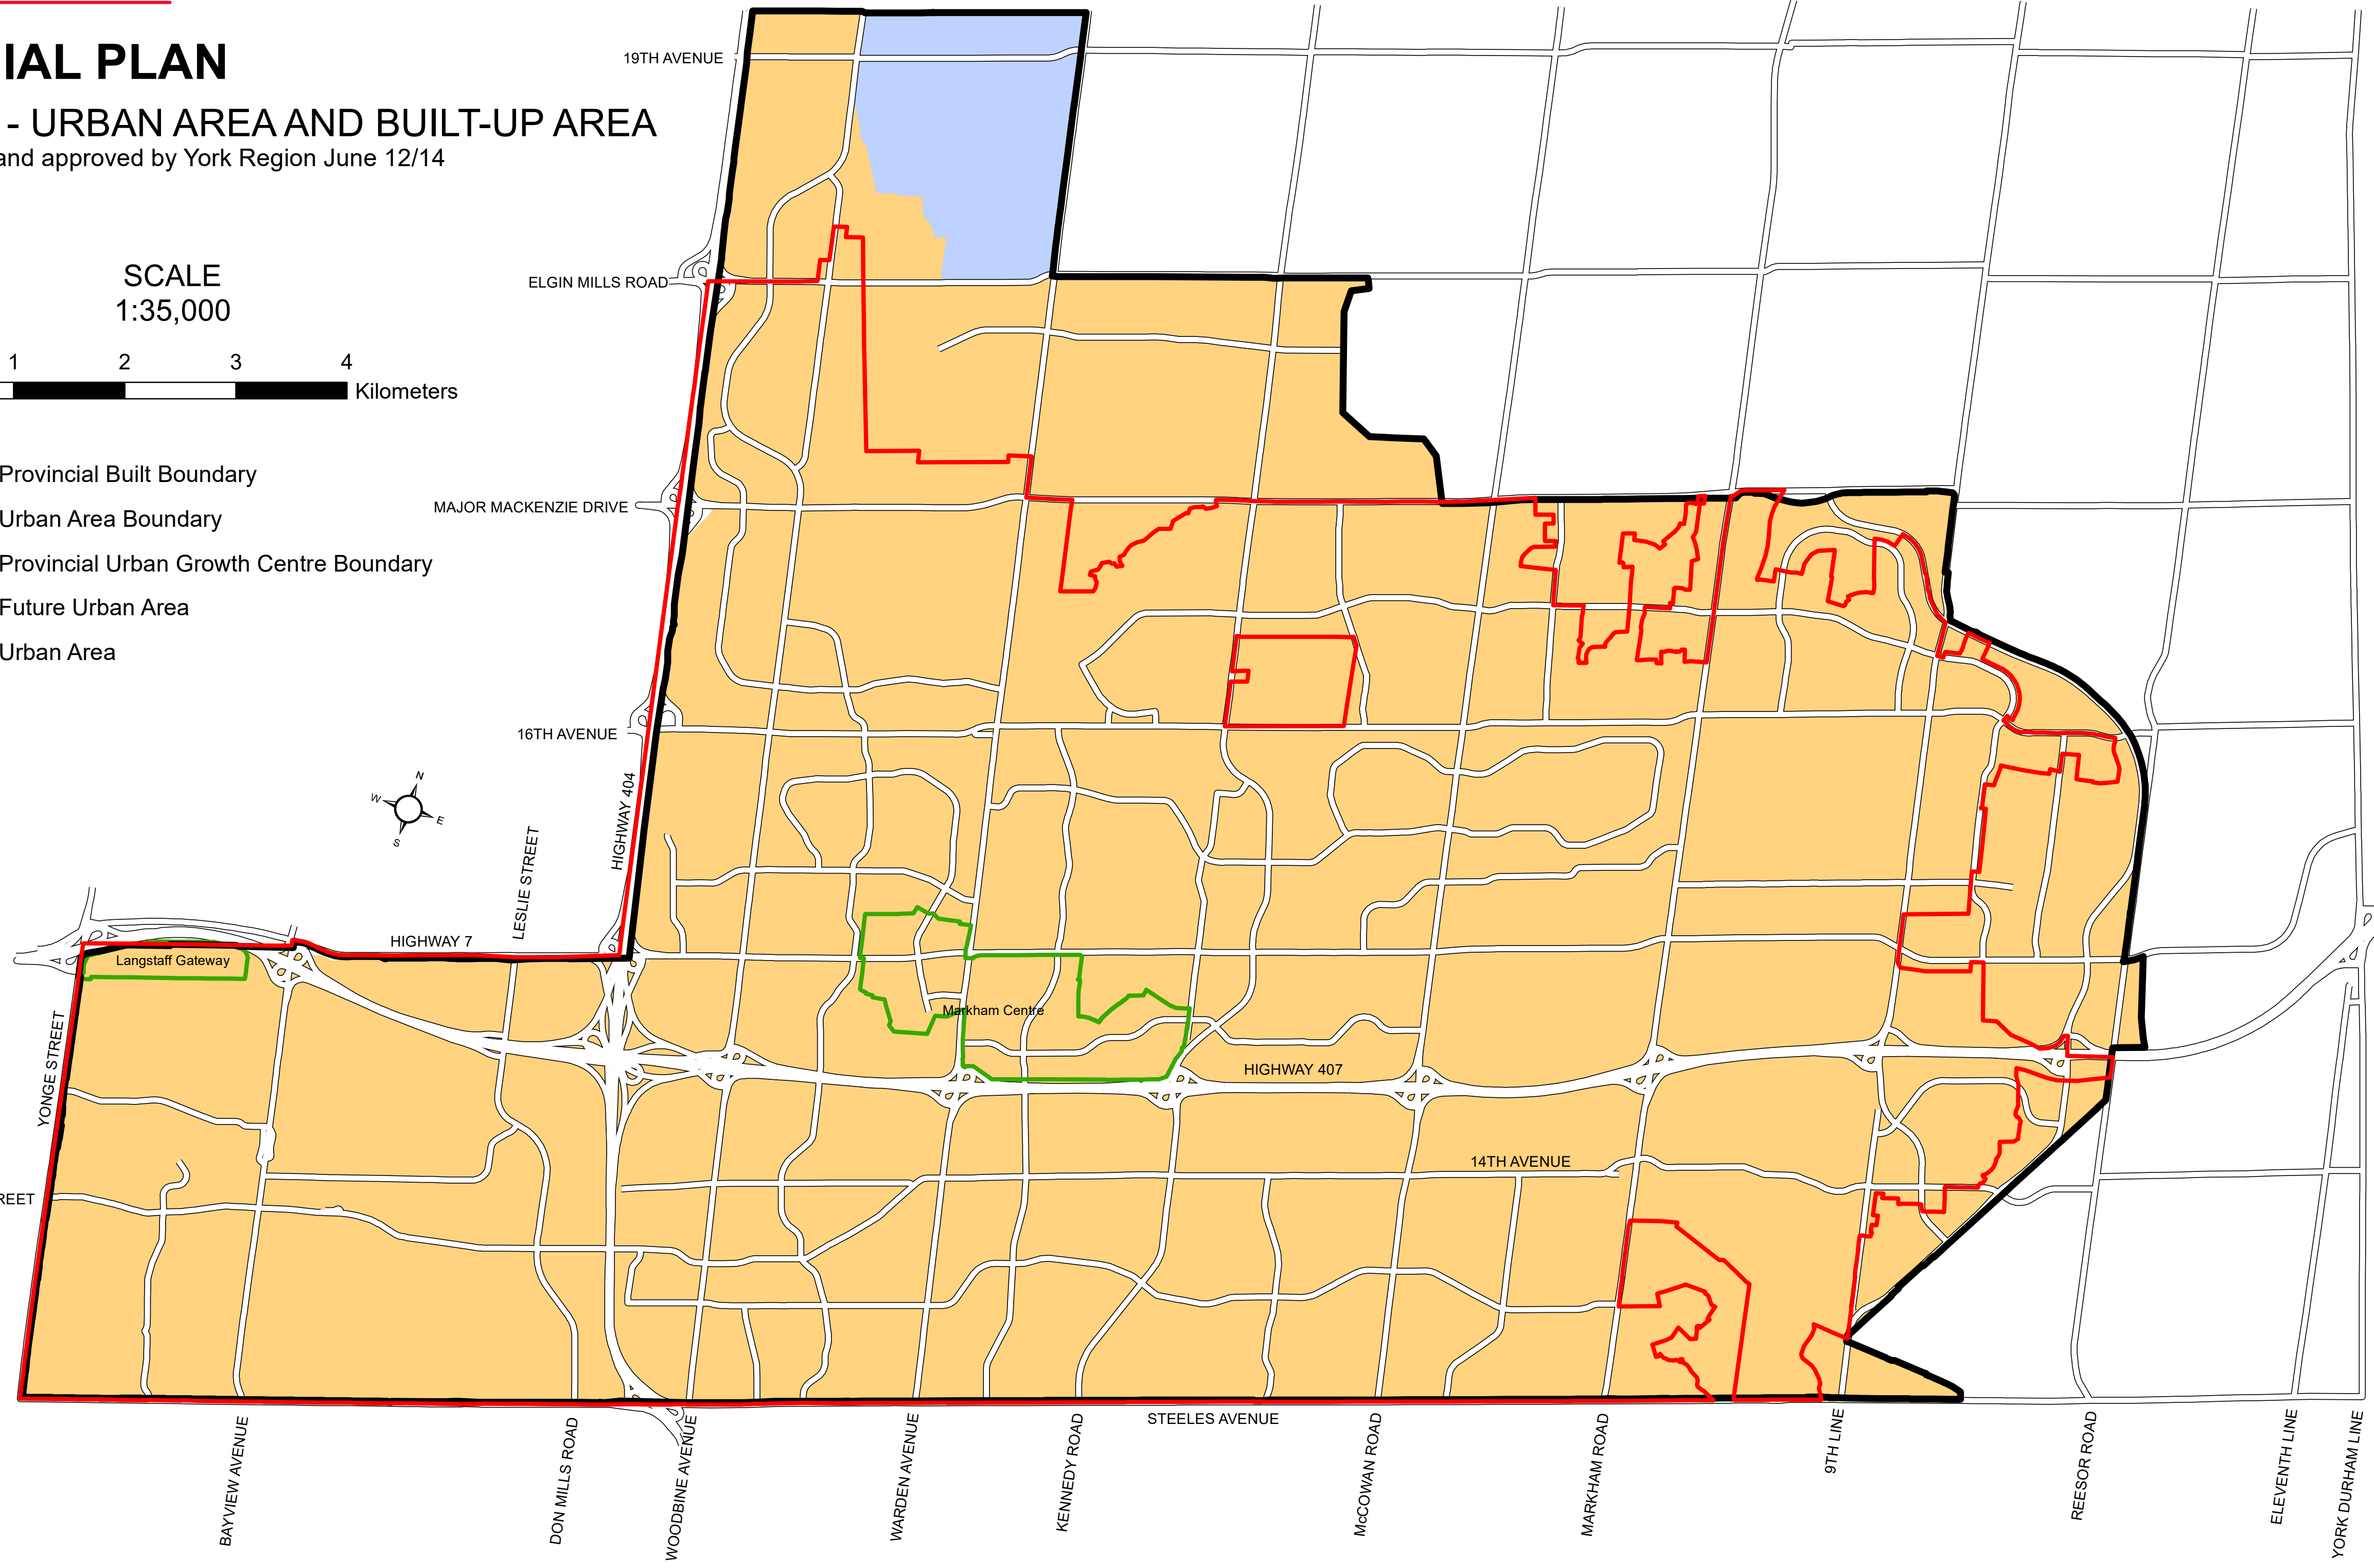 IAL PLAN
- URBAN AREA AND BUILT-UP AREA
and approved by York Region June 12/14
SCALE
1:35,000
1 2 3 4
Kilometers
Provincial Built Boundary
Urban Area Boundary
Provincial Urban Growth Centre Boundary
Future Urban Area
Urban Area
N
W
E
S
19TH AVENUE
ELGIN MILLS ROAD
MAJOR MACKENZIE DRIVE
16TH AVENUE
HIGHWAY 404
LESLIE STREET
HIGHWAY 7
Langstaff Gateway
Markham Centre
YONGE STREET
HIGHWAY 407
14TH AVENUE
REET
STEELES AVENUE
BAYVIEW AVENUE
DON MILLS ROAD
WOODBINE AVENUE
WARDEN AVENUE
KENNEDY ROAD
McCOWAN ROAD
MARKHAM ROAD
9TH LINE
REESOR ROAD
ELEVENTH LINE
YORK DURHAM LINE